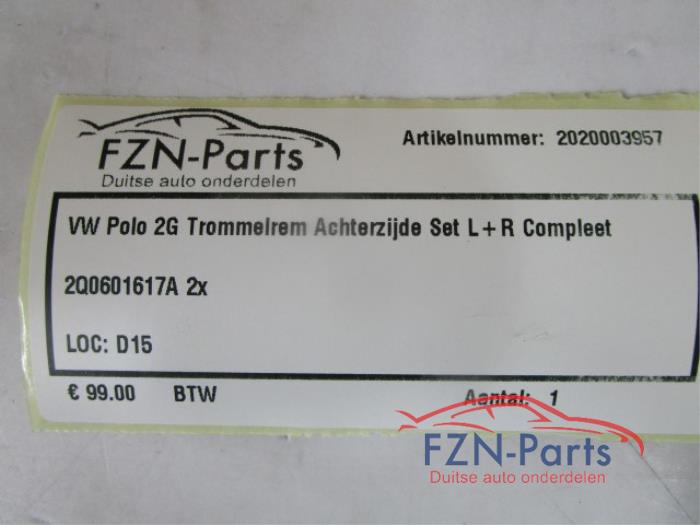 FZN-Parts
Duitse auto onderdelen
Artikelnummer: 2020003957
VW Polo 2G Trommelrem Achterzijde Set L+R Compleet
2Q0601617A 2x
LOC: D15
€ 99.00 BTW
Aantal: 1
FZN-Parts
Duitse auto onderdelen